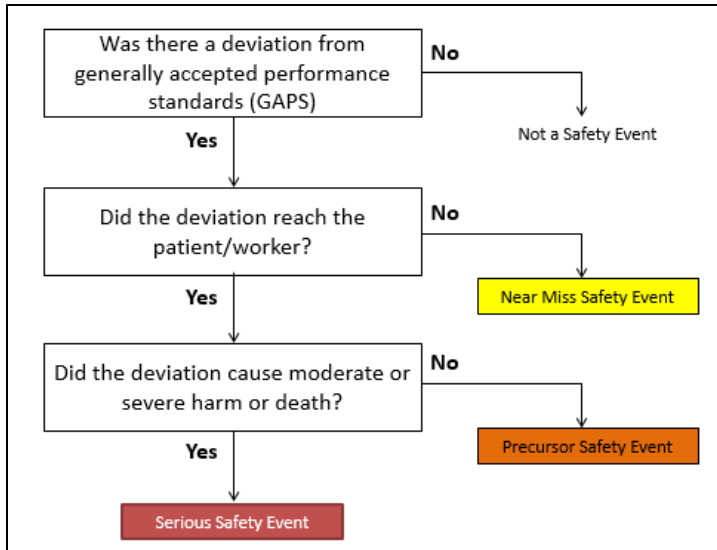 Was there a deviation from
generally accepted performance
standards (GAPS)
No
Not a Safety Event
Yes
Did the deviation reach the
patient/worker?
No
Near Miss Safety Event
Yes
Did the deviation cause moderate or
severe harm or death?
No
Precursor Safety Event
Yes
Serious Safety Event